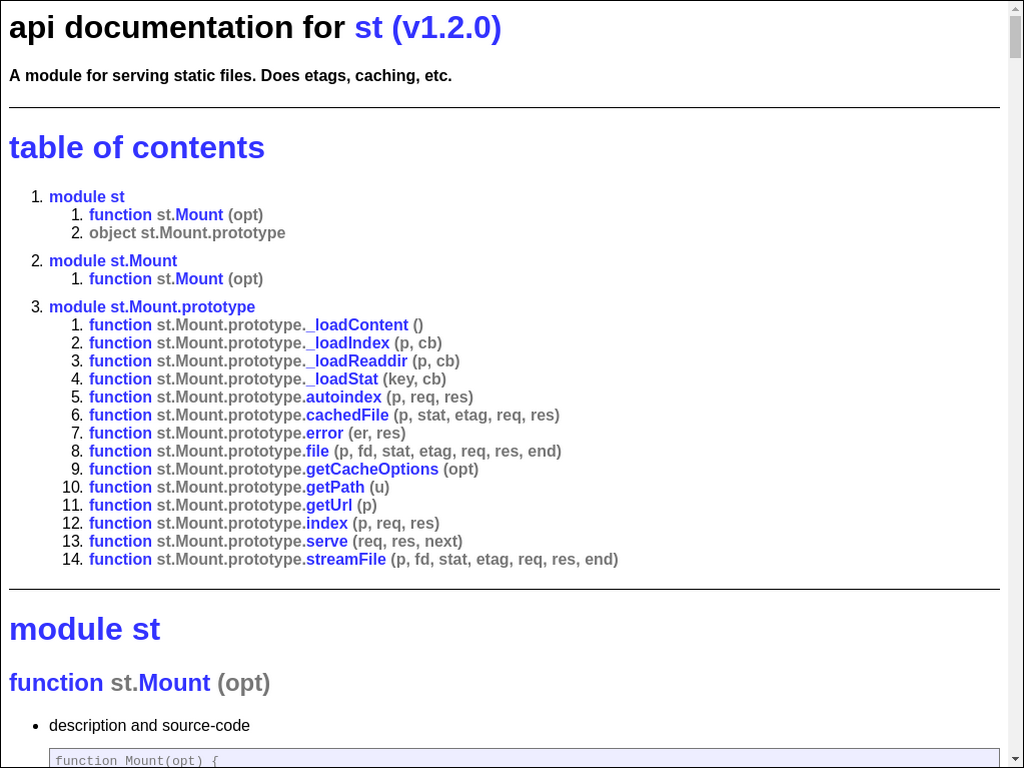 api documentation for st (v1.2.0)
A module for serving static files. Does etags, caching, etc.
table of contents
1. module st
1. function st.Mount (opt)
2. object st.Mount.prototype
2. module st.Mount
1. function st.Mount (opt)
3. module st.Mount.prototype
1. function st.Mount.prototype._loadContent ()
2. function st.Mount.prototype._loadIndex (p, cb)
3. function st.Mount.prototype._loadReaddir (p, cb)
4. function st.Mount.prototype._loadStat (key, cb)
5. function st.Mount.prototype.autoindex (p, req, res)
6. function st.Mount.prototype.cachedFile (p, stat, etag, req, res)
7. function st.Mount.prototype.error (er, res)
8. function st.Mount.prototype.file (p, fd, stat, etag, req, res, end)
9. function st.Mount.prototype.getCacheOptions (opt)
10. function st.Mount.prototype.getPath (u)
11. function st.Mount.prototype.getUrl (p)
12. function st.Mount.prototype.index (p, req, res)
13. function st.Mount.prototype.serve (req, res, next)
14. function st.Mount.prototype.streamFile (p, fd, stat, etag, req, res, end)
module st
function st.Mount (opt)
• description and source-code
function Mount(opt) {